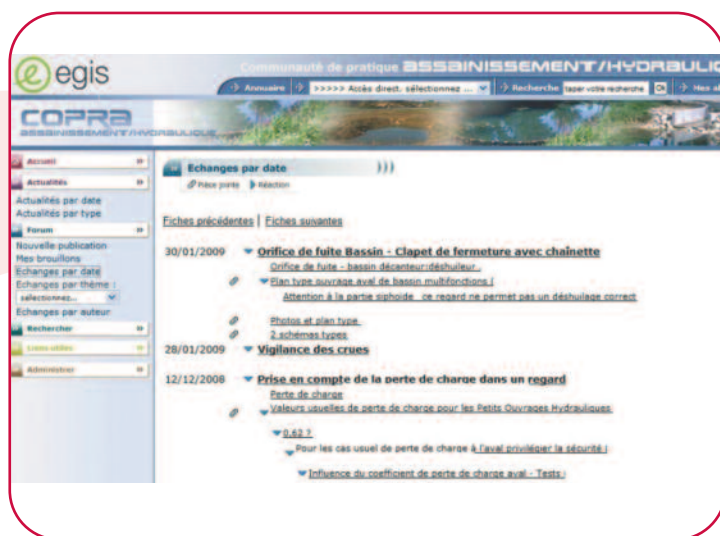 egis
Communauté de pratique ASSAINISSEMENT/HYDRAULIQ
Annuaire >>>>> Accès direct, sélectionnez ... Recherche taper votre recherche Ok Mes al
COPRA
ASSAINISSEMENT/HYDRAULIQUE
Accueil
Actualités
Actualités par date
Actualités par type
Forum
Nouvelle publication
Mes brouillons
Echanges par date
Echanges par thème :
sélectionnez...
Echanges par auteur
Rechercher
Liens utiles
Administrer
Echanges par date )))
Pièce jointe Réaction
Fiches précédentes | Fiches suivantes
30/01/2009 Orifice de fuite Bassin - Clapet de fermeture avec chaînette
Orifice de fuite - bassin décanteur:déshuileur .
Plan type ouvrage aval de bassin multifonctions !
Attention à la partie siphoïde ce regard ne permet pas un déshuilage correct
Photos et plan type
2 schémas types
28/01/2009 Vigilance des crues
12/12/2008 Prise en compte de la perte de charge dans un regard
Perte de charge
Valeurs usuelles de perte de charge pour les Petits Ouvrages Hydrauliques
0,62 ?
Pour les cas usuel de perte de charge à l'aval privilégier la sécurité !
Influence du coefficient de perte de charge aval - Tests !